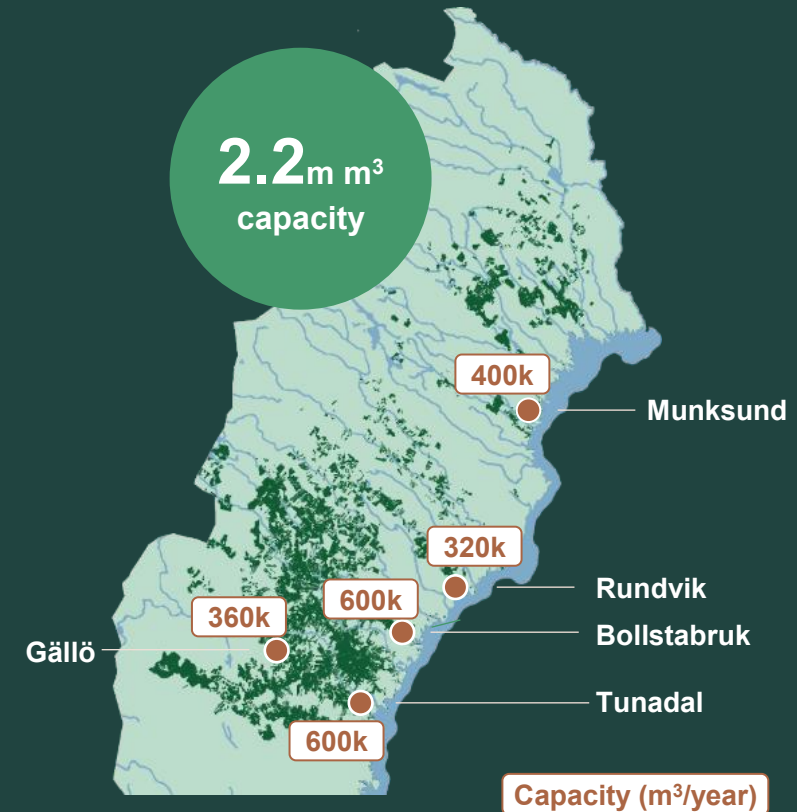 2.2m m³
capacity
400k
Munksund
320k
Rundvik
600k
Bollstabruk
360k
Gällö
Tunadal
600k
Capacity (m³/year)